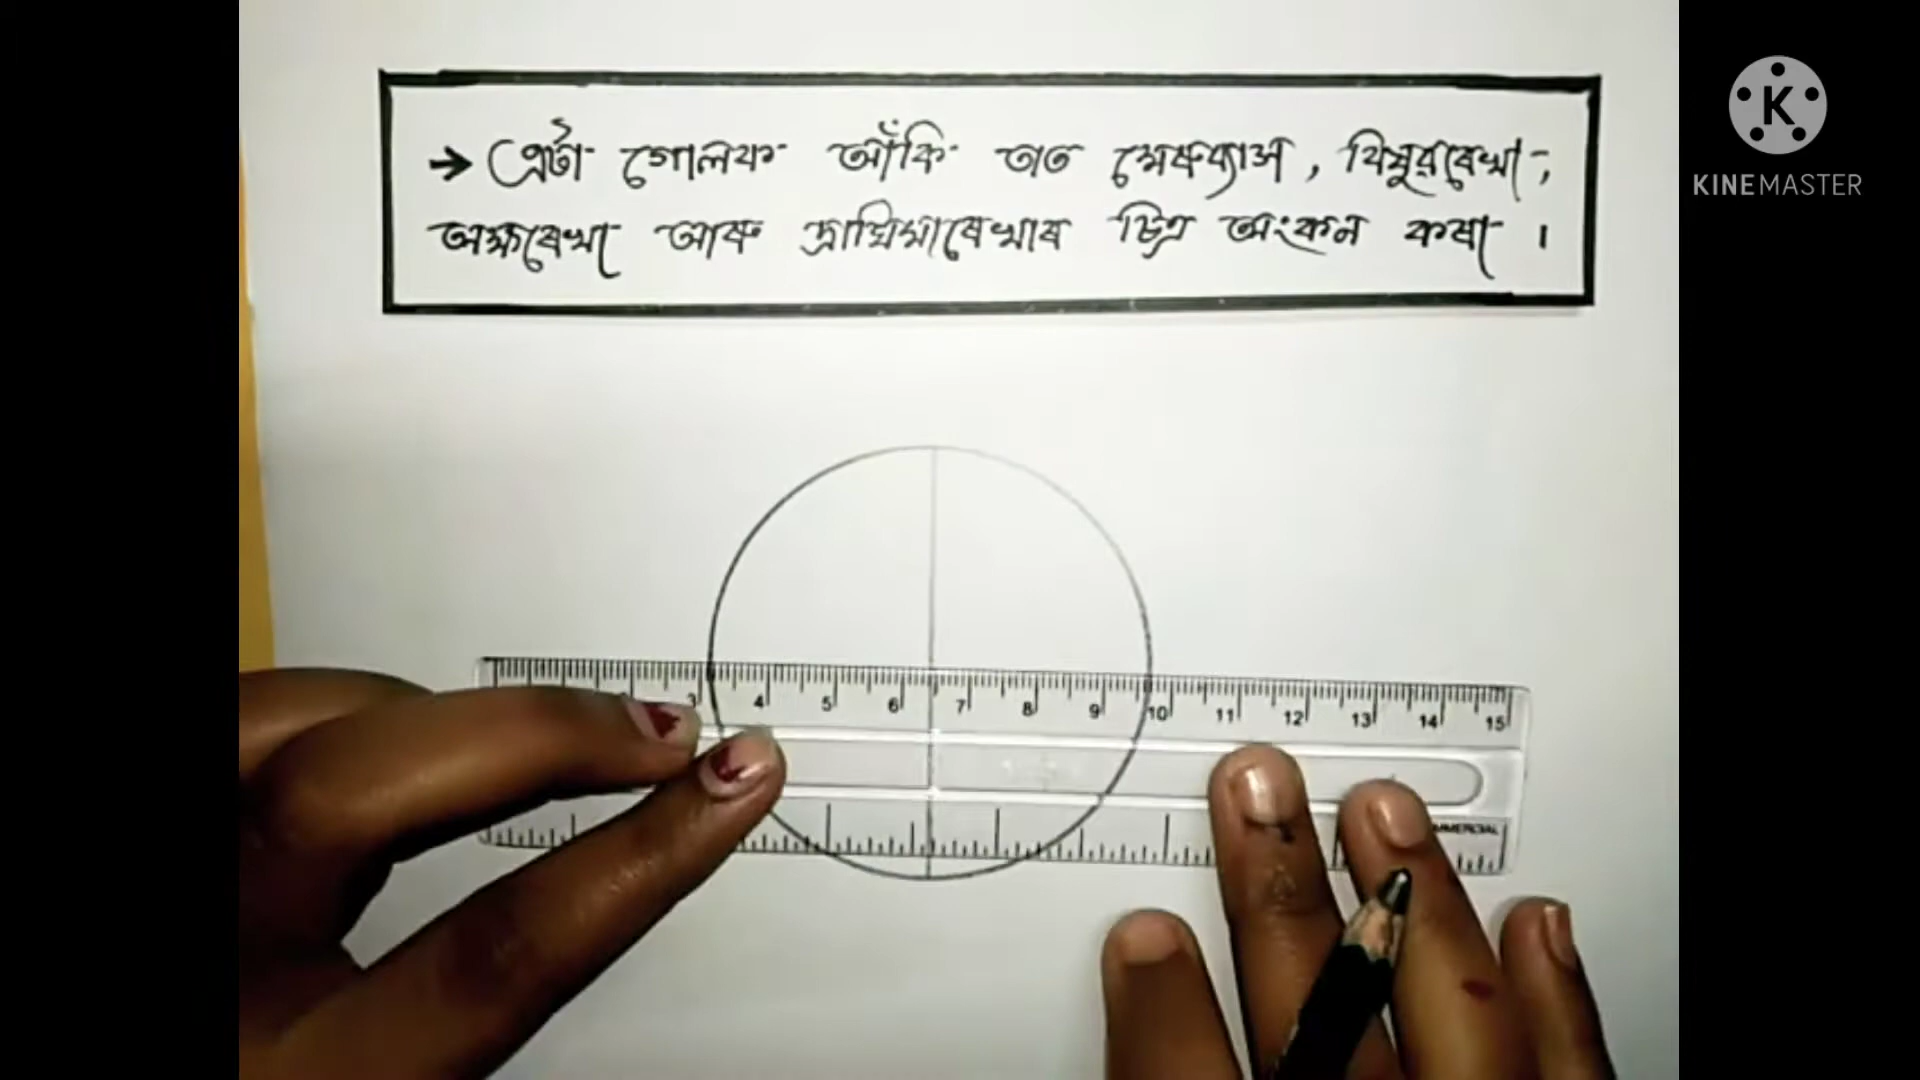 → এটা গোলক আঁকি তাত মেৰুব্যাস, বিষুৱৰেখা,
অক্ষৰেখা আৰু দ্ৰাঘিমাৰেখাৰ চিত্ৰ অংকন কৰা ।
K
KINEMASTER
3 4 5 6 7 8 9 10 11 12 13 14 15